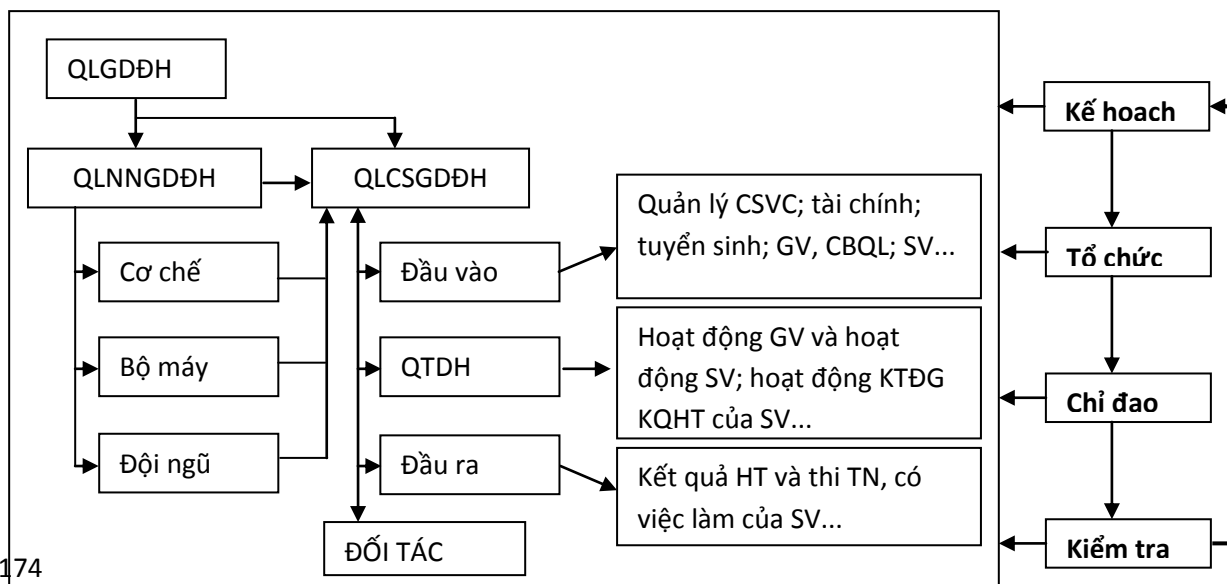 QLGDĐH
QLNNGDĐH
QLCSGDĐH
Cơ chế
Bộ máy
Đội ngũ
Đầu vào
QTDH
Đầu ra
ĐỐI TÁC
Quản lý CSVC; tài chính;
tuyển sinh; GV, CBQL; SV...
Hoạt động GV và hoạt
động SV; hoạt động KTĐG
KQHT của SV...
Kết quả HT và thi TN, có
việc làm của SV...
Kế hoach
Tổ chức
Chỉ đao
Kiểm tra
174